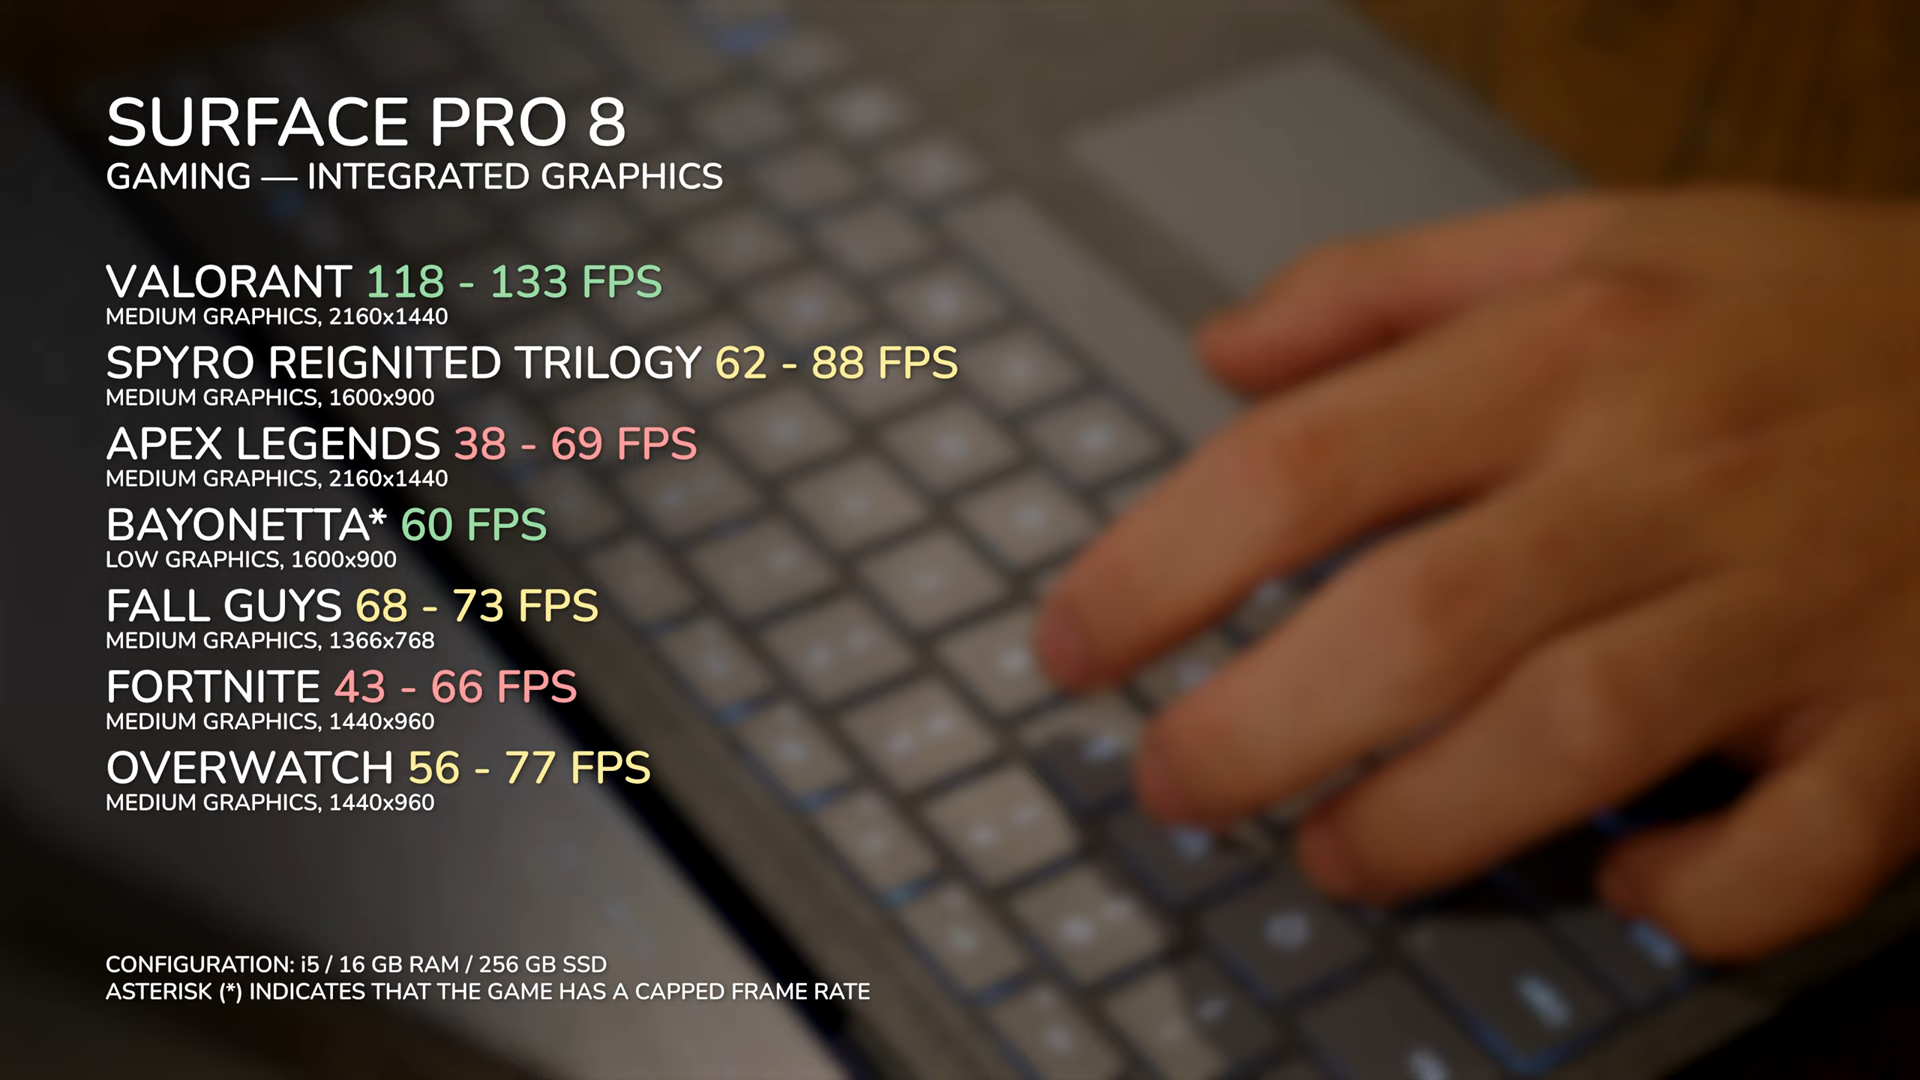 SURFACE PRO 8
GAMING — INTEGRATED GRAPHICS
VALORANT 118 - 133 FPS
MEDIUM GRAPHICS, 2160x1440
SPYRO REIGNITED TRILOGY 62 - 88 FPS
MEDIUM GRAPHICS, 1600x900
APEX LEGENDS 38 - 69 FPS
MEDIUM GRAPHICS, 2160x1440
BAYONETTA* 60 FPS
LOW GRAPHICS, 1600x900
FALL GUYS 68 - 73 FPS
MEDIUM GRAPHICS, 1366x768
FORTNITE 43 - 66 FPS
MEDIUM GRAPHICS, 1440x960
OVERWATCH 56 - 77 FPS
MEDIUM GRAPHICS, 1440x960
CONFIGURATION: i5 / 16 GB RAM / 256 GB SSD
ASTERISK (*) INDICATES THAT THE GAME HAS A CAPPED FRAME RATE